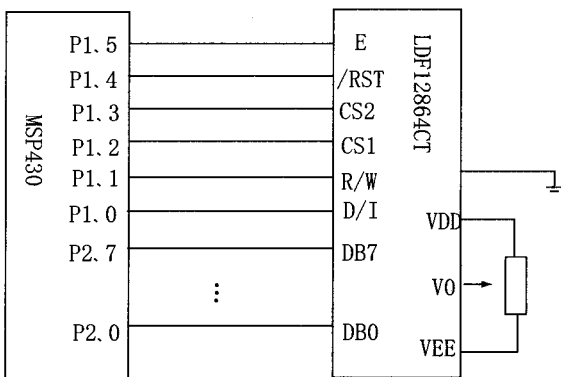 P1.5 E
P1.4 /RST
P1.3 CS2
P1.2 CS1
P1.1 R/W
P1.0 D/I
P2.7 DB7
P2.0 DB0
MSP430
LDF12864CT
VDD
V0
VEE